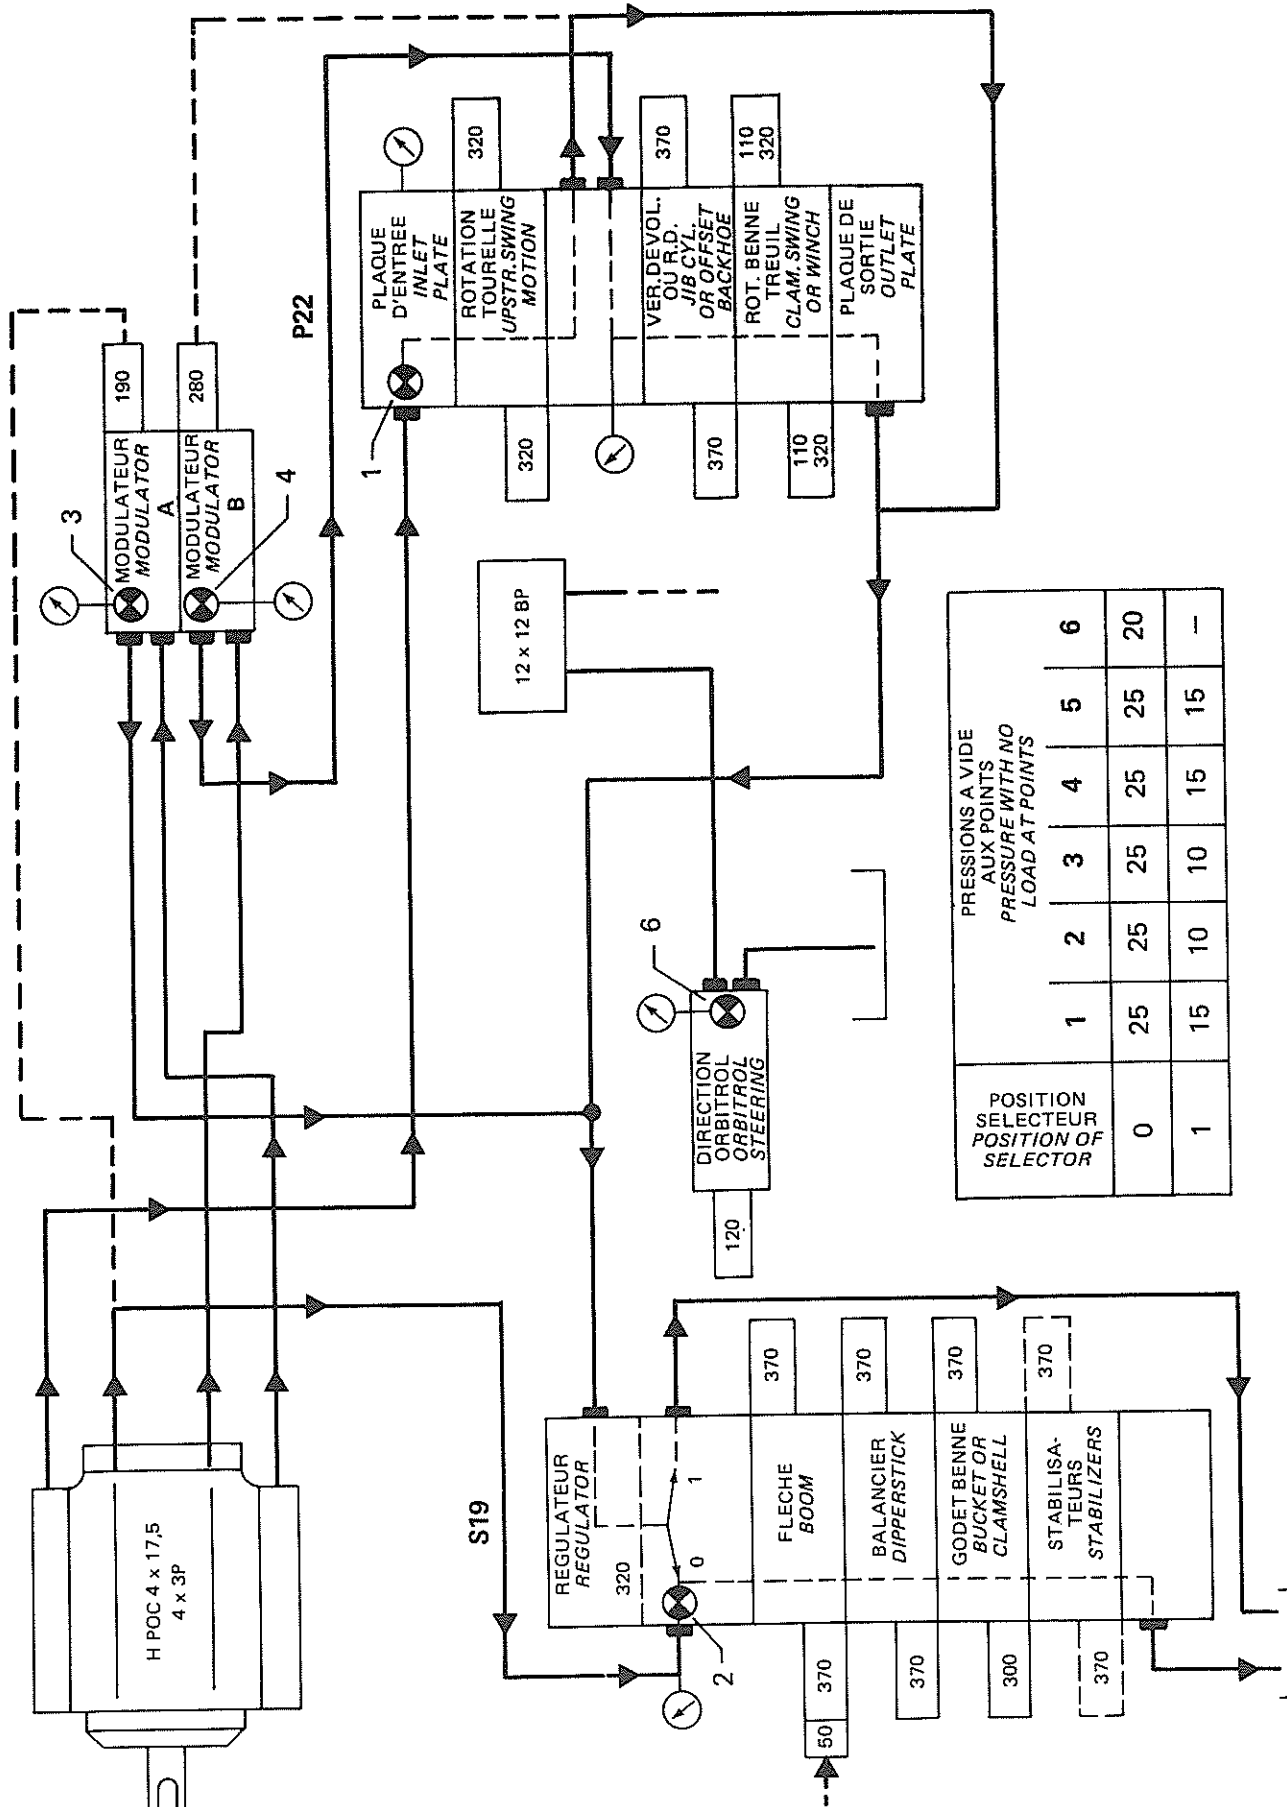 H POC 4 x 17,5
4 x 3P
3
MODULATEUR
MODULATOR
A
190
MODULATEUR
MODULATOR
B
280
4
P22
1
PLAQUE
D'ENTREE
INLET
PLATE
320
ROTATION
TOURELLE
UPSTR. SWING
MOTION
320
370
VER. DE VOL.
OU R.D.
JIB CYL.
OR OFFSET
BACKHOE
370
110
320
ROT. BENNE
TREUIL
CLAM. SWING
OR WINCH
110
320
PLAQUE DE
SORTIE
OUTLET
PLATE
12 x 12 BP
6
120
DIRECTION
ORBITROL
ORBITROL
STEERING
S19
REGULATEUR
REGULATOR
320
0
1
2
50
370
FLECHE
BOOM
370
370
BALANCIER
DIPPERSTICK
370
300
GODET BENNE
BUCKET OR
CLAMSHELL
370
370
STABILISA-
TEURS
STABILIZERS
370
POSITION
SELECTEUR
POSITION OF
SELECTOR
PRESSIONS A VIDE
AUX POINTS
PRESSURE WITH NO
LOAD AT POINTS
1 2 3 4 5 6
0 25 25 25 25 25 20
1 15 10 10 15 15 —